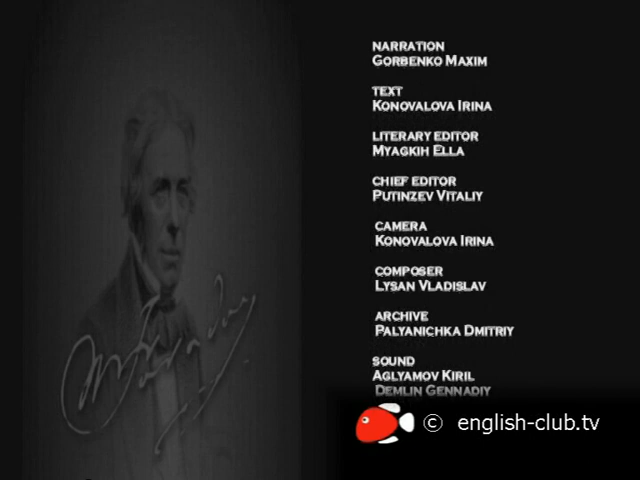 NARRATION
GORBENKO MAXIM
TEXT
KONOVALOVA IRINA
LITERARY EDITOR
MYAGKIH ELLA
CHIEF EDITOR
PUTINZEV VITALIY
CAMERA
KONOVALOVA IRINA
COMPOSER
LYSAN VLADISLAV
ARCHIVE
PALYANICHKA DMITRIY
SOUND
AGLYAMOV KIRIL
DEMLIN GENNADIY
M Faraday
© english-club.tv